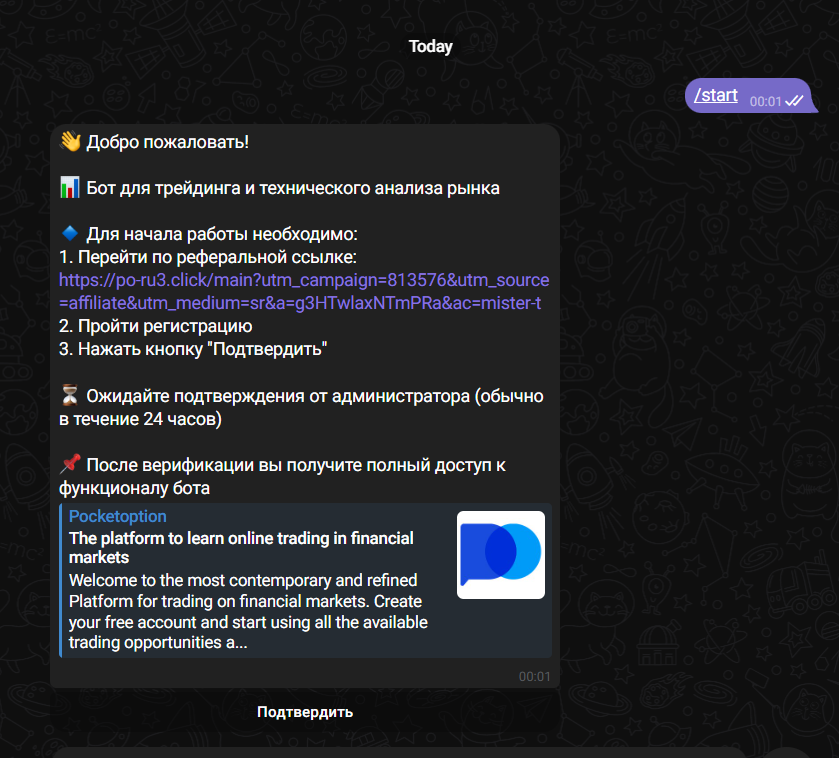 Today
/start 00:01
👋 Добро пожаловать!
📊 Бот для трейдинга и технического анализа рынка
🔹 Для начала работы необходимо:
1. Перейти по реферальной ссылке:
https://po-ru3.click/main?utm_campaign=813576&utm_source
=affiliate&utm_medium=sr&a=g3HTwlaxNTmPRa&ac=mister-t
2. Пройти регистрацию
3. Нажать кнопку "Подтвердить"
⏳ Ожидайте подтверждения от администратора (обычно
в течение 24 часов)
📌 После верификации вы получите полный доступ к
функционалу бота
Pocketoption
The platform to learn online trading in financial
markets
Welcome to the most contemporary and refined
Platform for trading on financial markets. Create
your free account and start using all the available
trading opportunities a...
00:01
Подтвердить